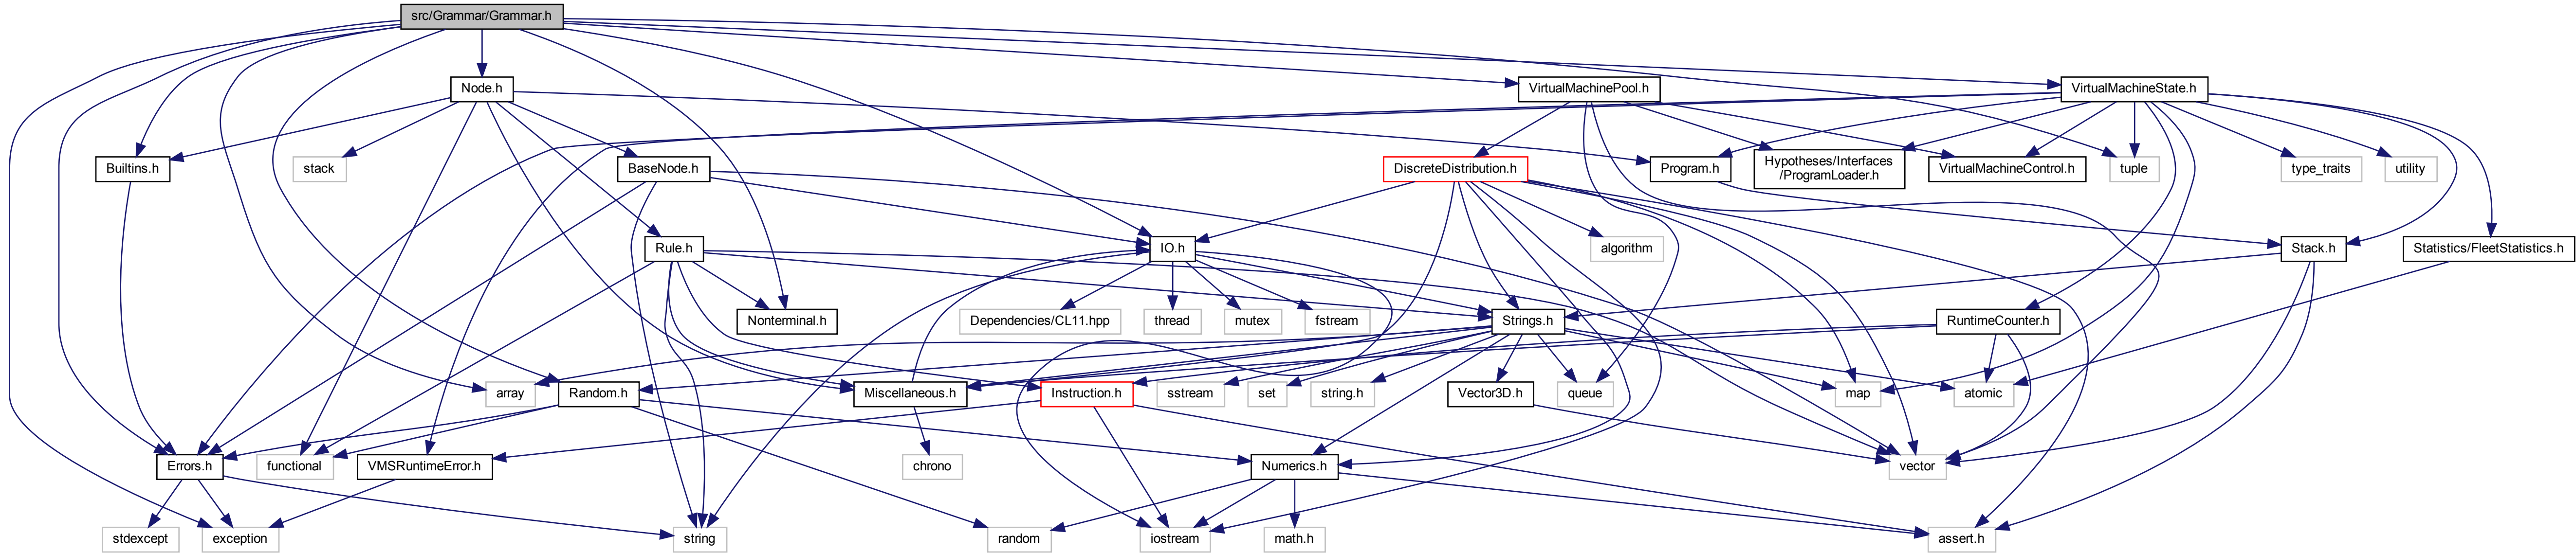 src/Grammar/Grammar.h
Node.h
VirtualMachinePool.h
VirtualMachineState.h
Builtins.h
stack
BaseNode.h
DiscreteDistribution.h
Program.h
Hypotheses/Interfaces
/ProgramLoader.h
VirtualMachineControl.h
tuple
type_traits
utility
Rule.h
IO.h
algorithm
Stack.h
Statistics/FleetStatistics.h
Nonterminal.h
Dependencies/CL11.hpp
thread
mutex
fstream
Strings.h
RuntimeCounter.h
array
Random.h
Miscellaneous.h
Instruction.h
sstream
set
string.h
Vector3D.h
queue
map
atomic
Errors.h
functional
VMSRuntimeError.h
chrono
Numerics.h
vector
stdexcept
exception
string
random
iostream
math.h
assert.h